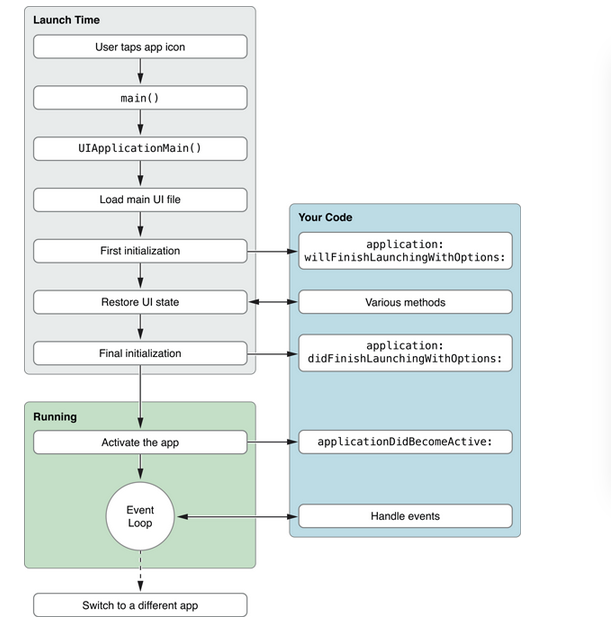 Launch Time
User taps app icon
main()
UIApplicationMain()
Load main UI file
First initialization
Restore UI state
Final initialization
Your Code
application:
willFinishLaunchingWithOptions:
Various methods
application:
didFinishLaunchingWithOptions:
applicationDidBecomeActive:
Handle events
Running
Activate the app
Event
Loop
Switch to a different app